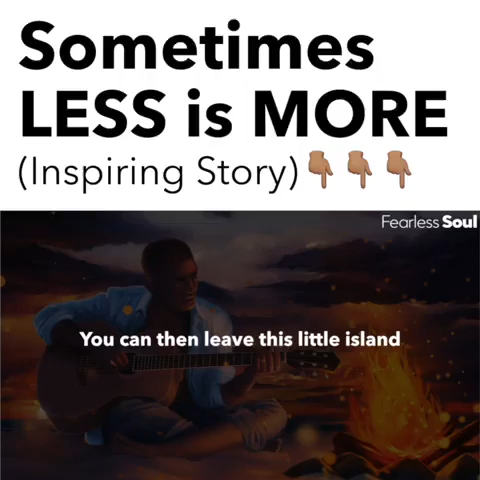 Sometimes
LESS is MORE
(Inspiring Story)👇🏽👇🏽👇🏽
Fearless Soul
You can then leave this little island